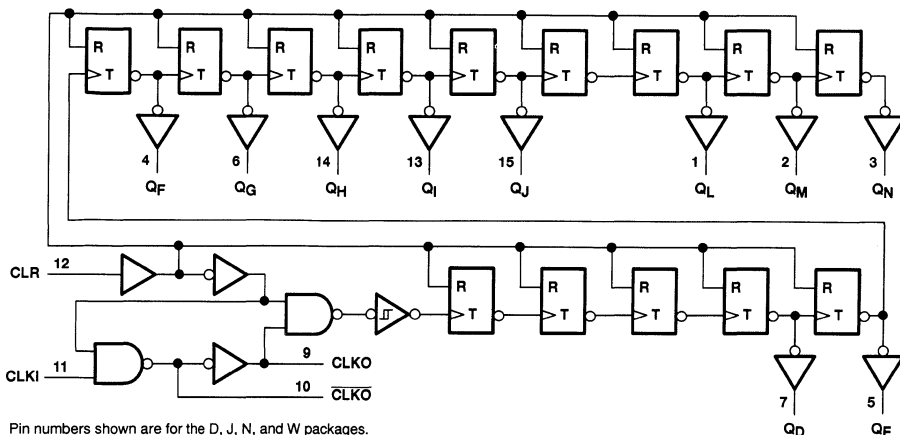 R R R R R R R R R
T T T T T T T T T
4 6 14 13 15 1 2 3
QF QG QH QI QJ QL QM QN
CLR 12
R R R R R
T T T T T
CLKI 11
9 CLKO
10 CLKO
7 5
QD QE
Pin numbers shown are for the D, J, N, and W packages.